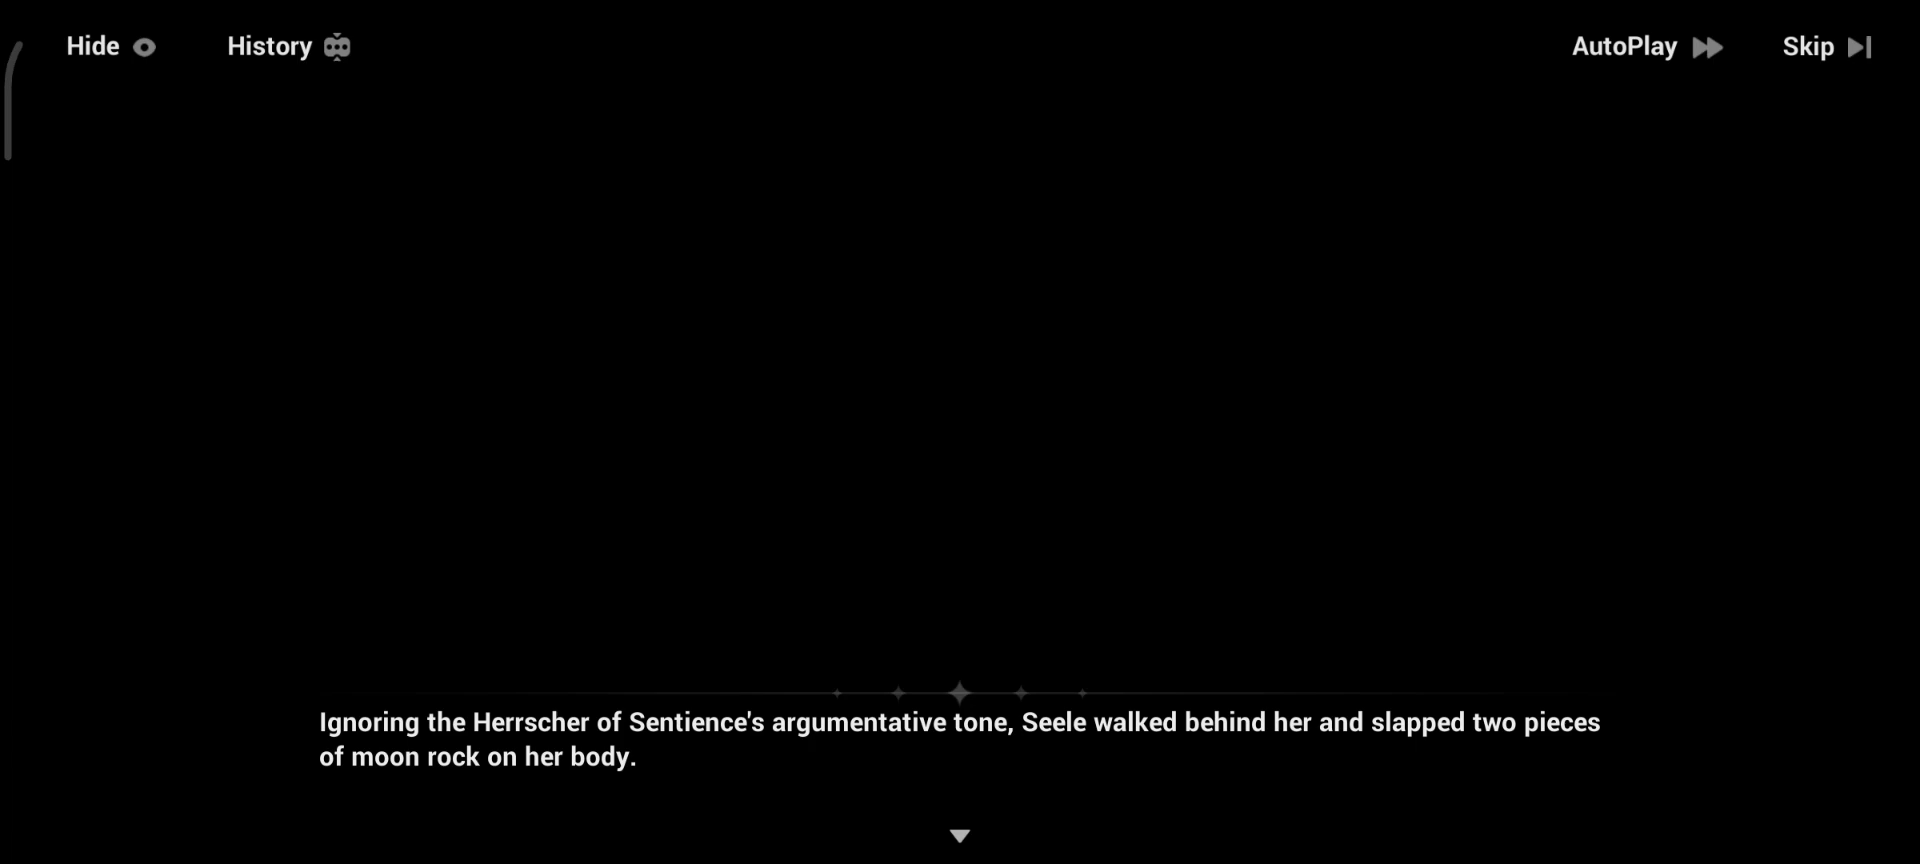 Hide
History
AutoPlay
Skip
Ignoring the Herrscher of Sentience's argumentative tone, Seele walked behind her and slapped two pieces
of moon rock on her body.